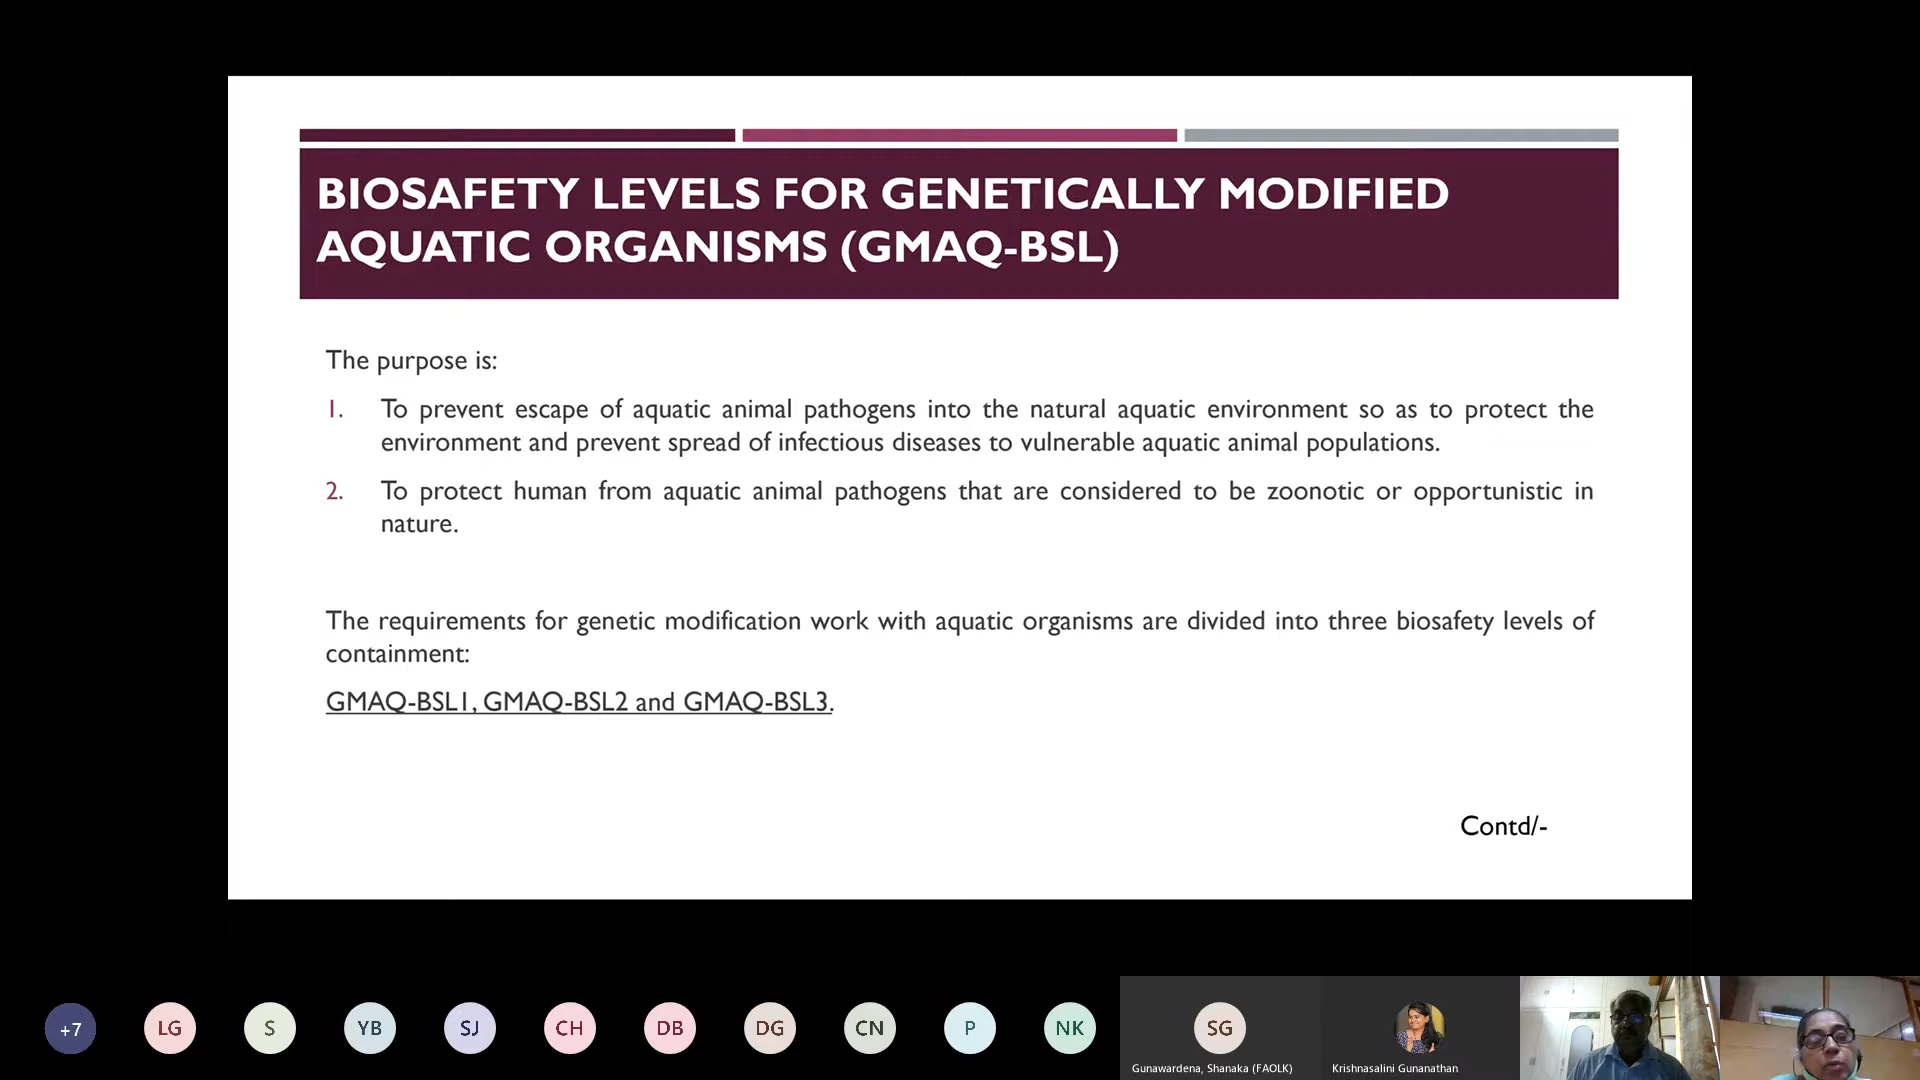 BIOSAFETY LEVELS FOR GENETICALLY MODIFIED
AQUATIC ORGANISMS (GMAQ-BSL)
The purpose is:
1. To prevent escape of aquatic animal pathogens into the natural aquatic environment so as to protect the
environment and prevent spread of infectious diseases to vulnerable aquatic animal populations.
2. To protect human from aquatic animal pathogens that are considered to be zoonotic or opportunistic in
nature.
The requirements for genetic modification work with aquatic organisms are divided into three biosafety levels of
containment:
GMAQ-BSL1, GMAQ-BSL2 and GMAQ-BSL3.
Contd/-
+7 LG S YB SJ CH DB DG CN P NK SG
Gunawardena, Shanaka (FAOLK) Krishnasalini Gunanathan